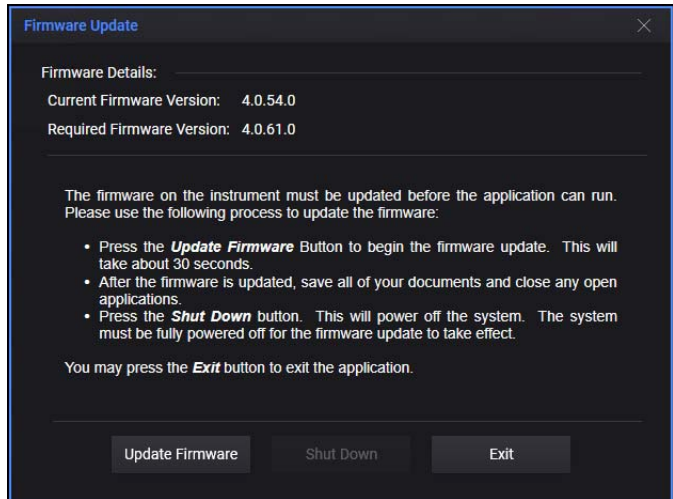 Firmware Update
Firmware Details:
Current Firmware Version: 4.0.54.0
Required Firmware Version: 4.0.61.0
The firmware on the instrument must be updated before the application can run.
Please use the following process to update the firmware:
• Press the Update Firmware Button to begin the firmware update. This will
take about 30 seconds.
• After the firmware is updated, save all of your documents and close any open
applications.
• Press the Shut Down button. This will power off the system. The system
must be fully powered off for the firmware update to take effect.
You may press the Exit button to exit the application.
Update Firmware Shut Down Exit